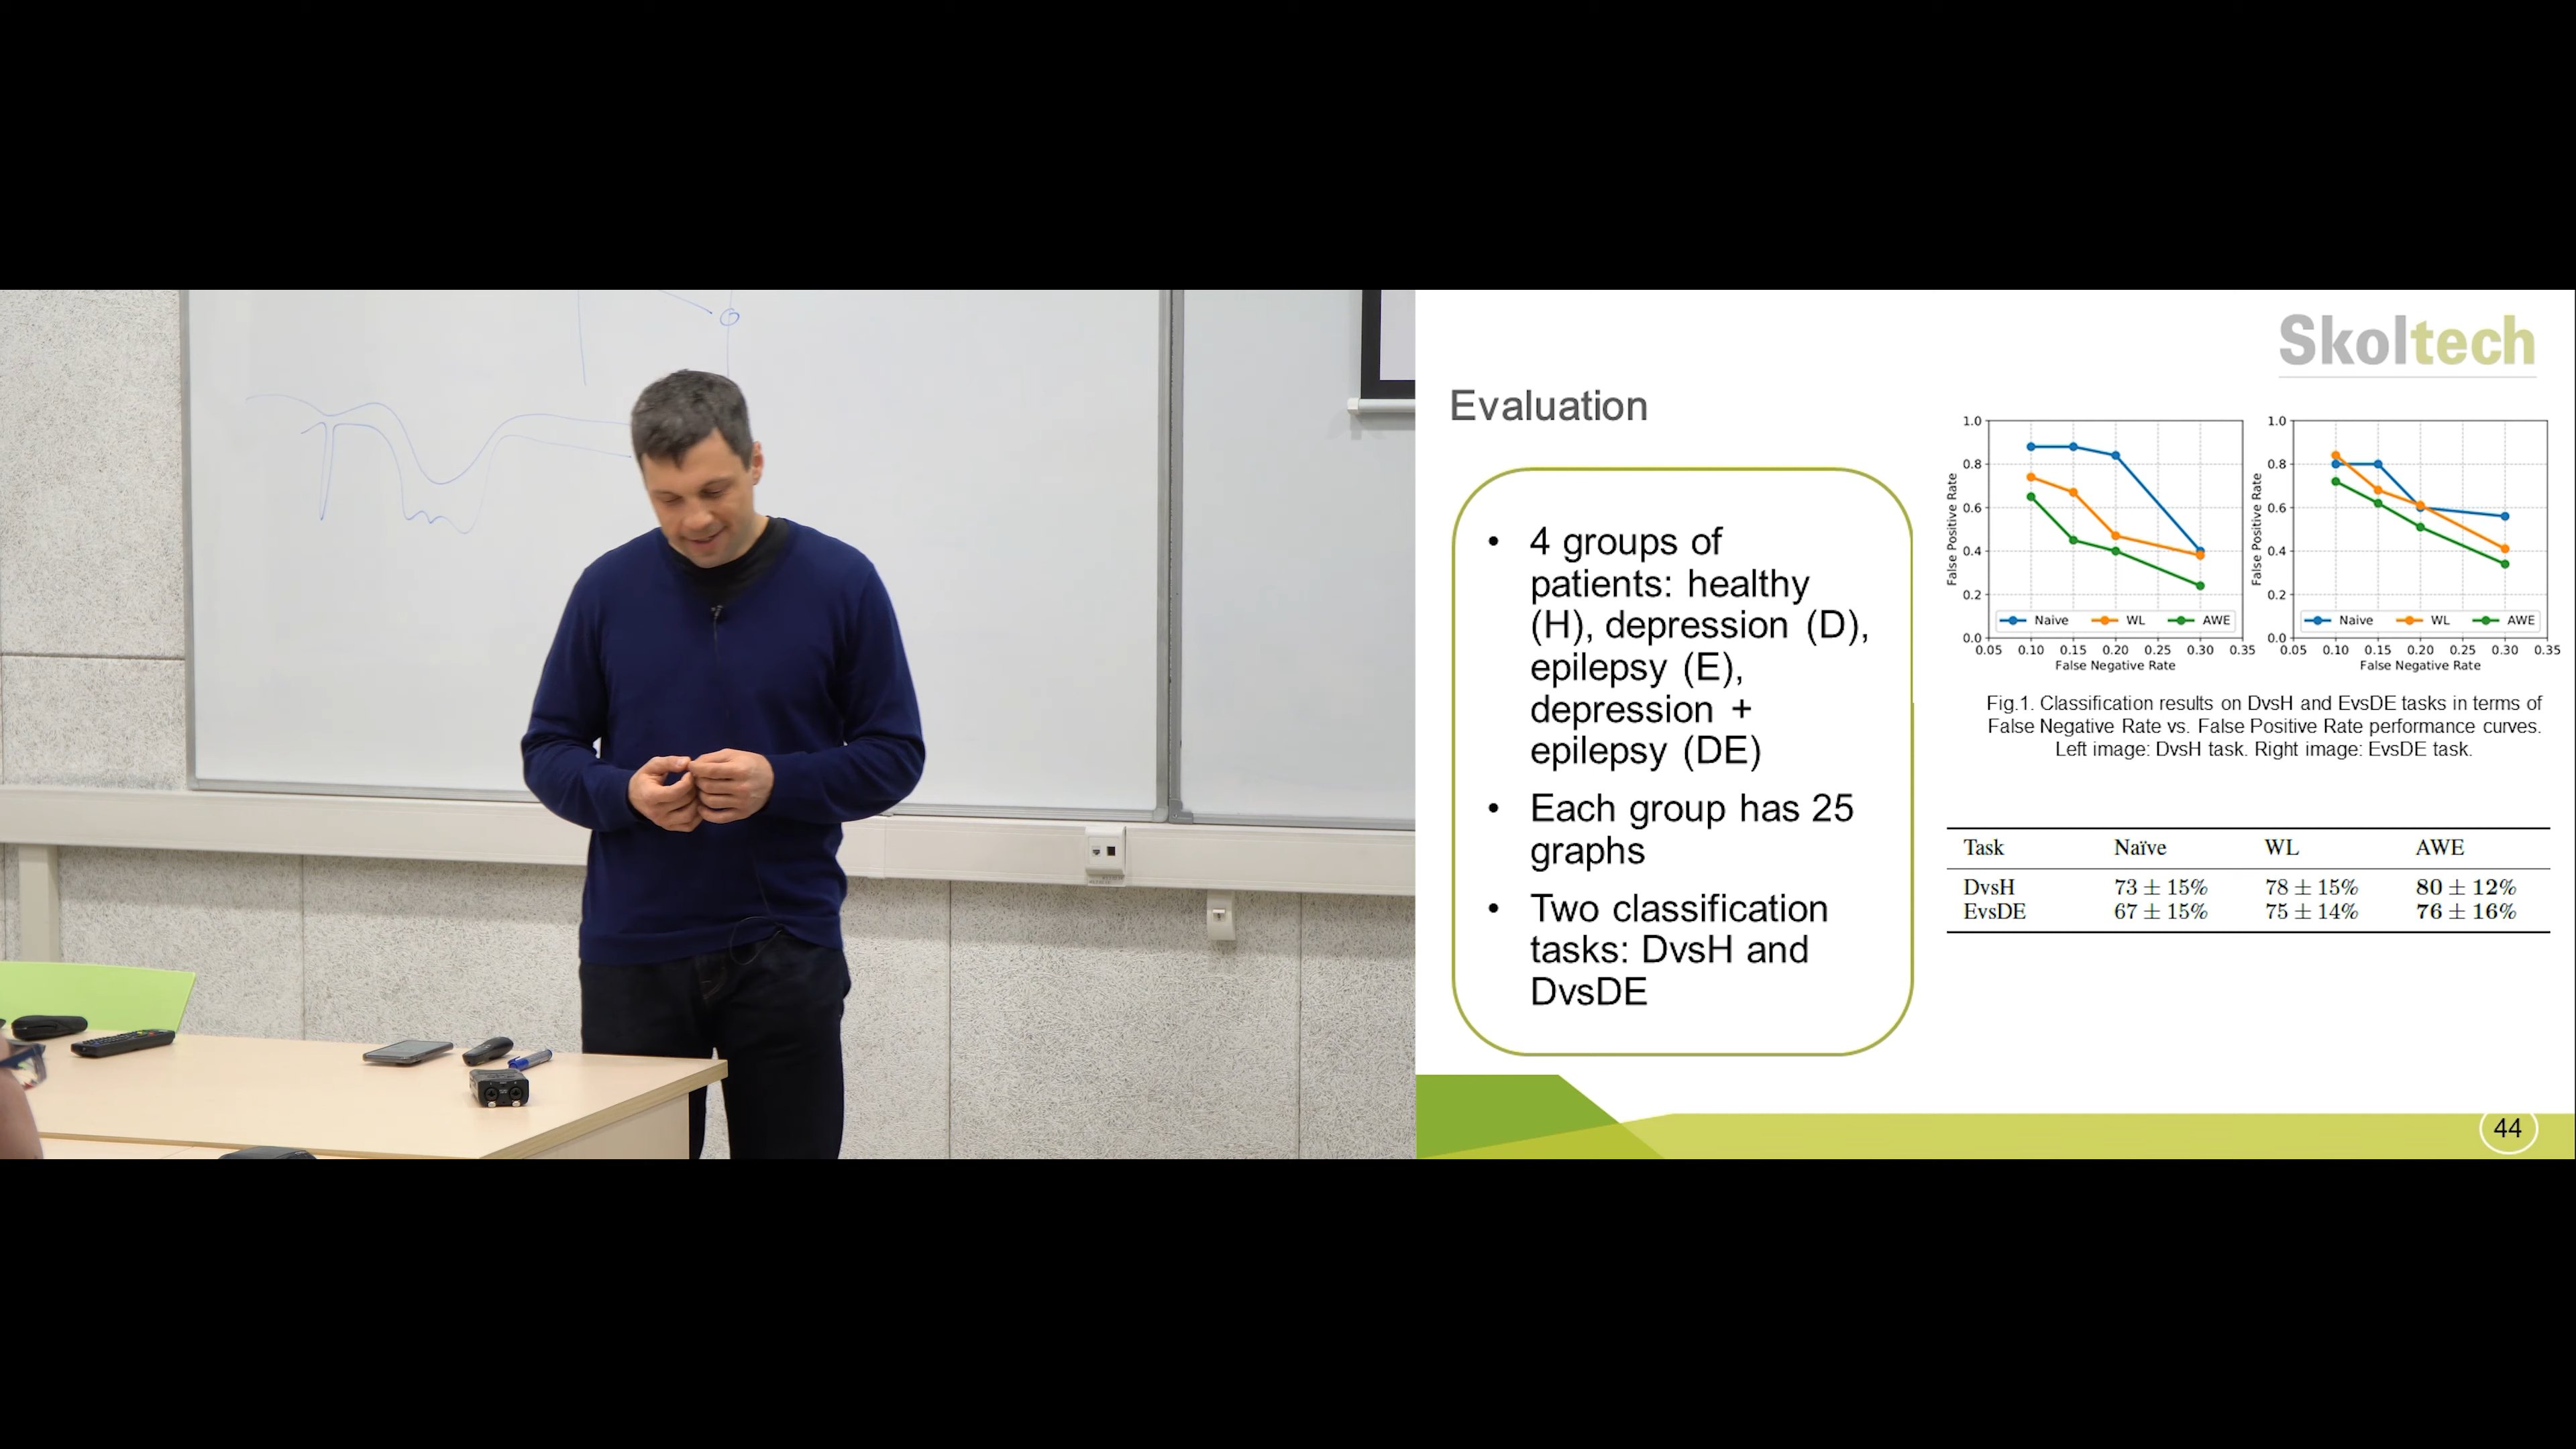 Skoltech
Evaluation
• 4 groups of
patients: healthy
(H), depression (D),
epilepsy (E),
depression +
epilepsy (DE)
• Each group has 25
graphs
• Two classification
tasks: DvsH and
DvsDE
1.0
0.8
0.6
0.4
0.2
0.0
False Positive Rate
Naive WL AWE
0.05 0.10 0.15 0.20 0.25 0.30 0.35
False Negative Rate
1.0
0.8
0.6
0.4
0.2
0.0
False Positive Rate
Naive WL AWE
0.05 0.10 0.15 0.20 0.25 0.30 0.35
False Negative Rate
Fig.1. Classification results on DvsH and EvsDE tasks in terms of
False Negative Rate vs. False Positive Rate performance curves.
Left image: DvsH task. Right image: EvsDE task.
Task Naïve WL AWE
DvsH 73 ± 15% 78 ± 15% 80 ± 12%
EvsDE 67 ± 15% 75 ± 14% 76 ± 16%
44